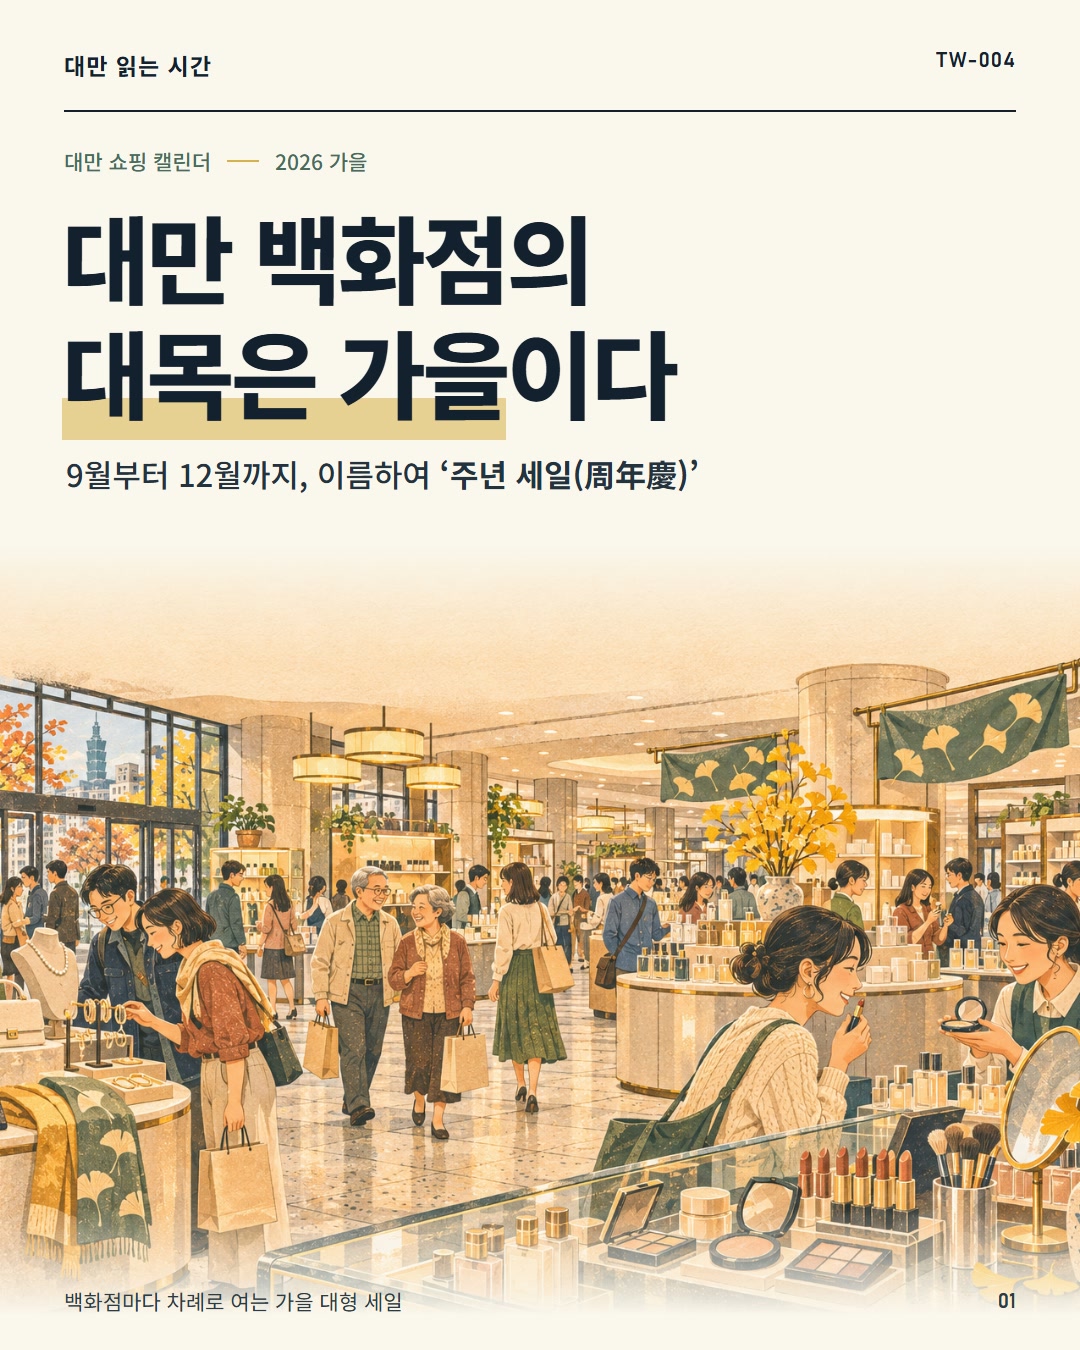 대만 읽는 시간
TW-004
대만 쇼핑 캘린더 — 2026 가을
대만 백화점의
대목은 가을이다
9월부터 12월까지, 이름하여 ‘주년 세일(周年慶)’
백화점마다 차례로 여는 가을 대형 세일
01